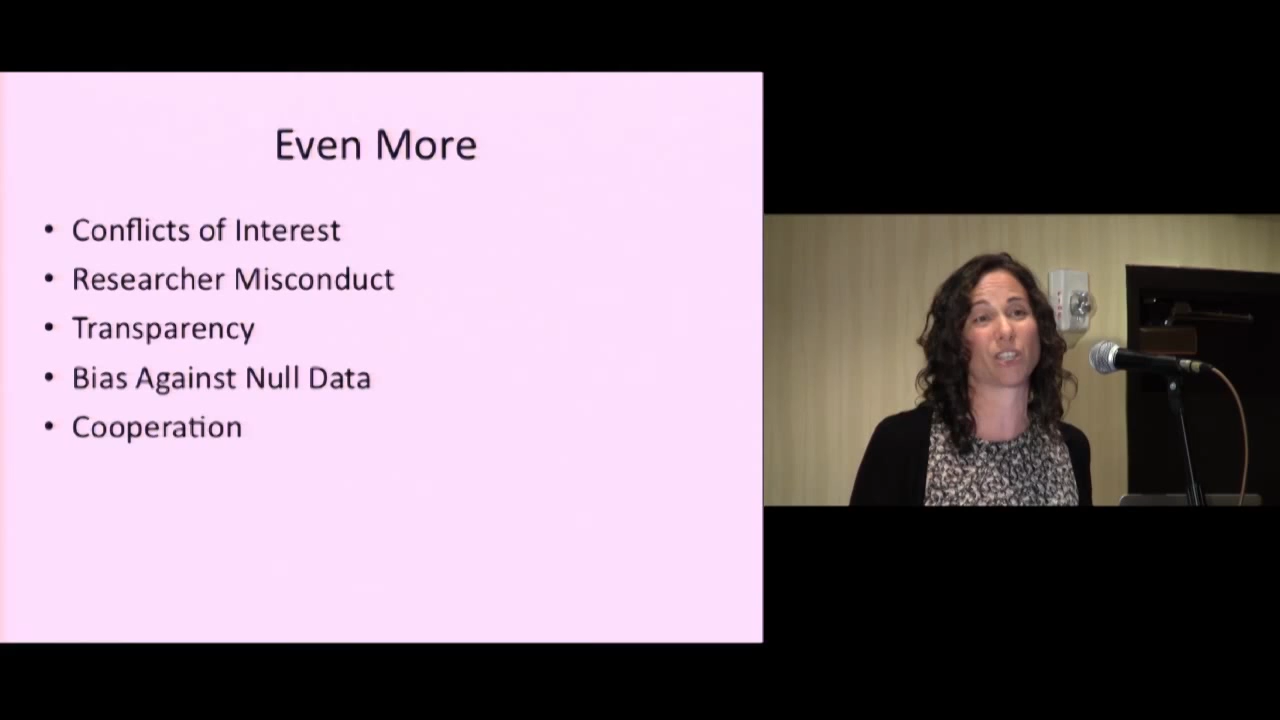 Even More
• Conflicts of Interest
• Researcher Misconduct
• Transparency
• Bias Against Null Data
• Cooperation